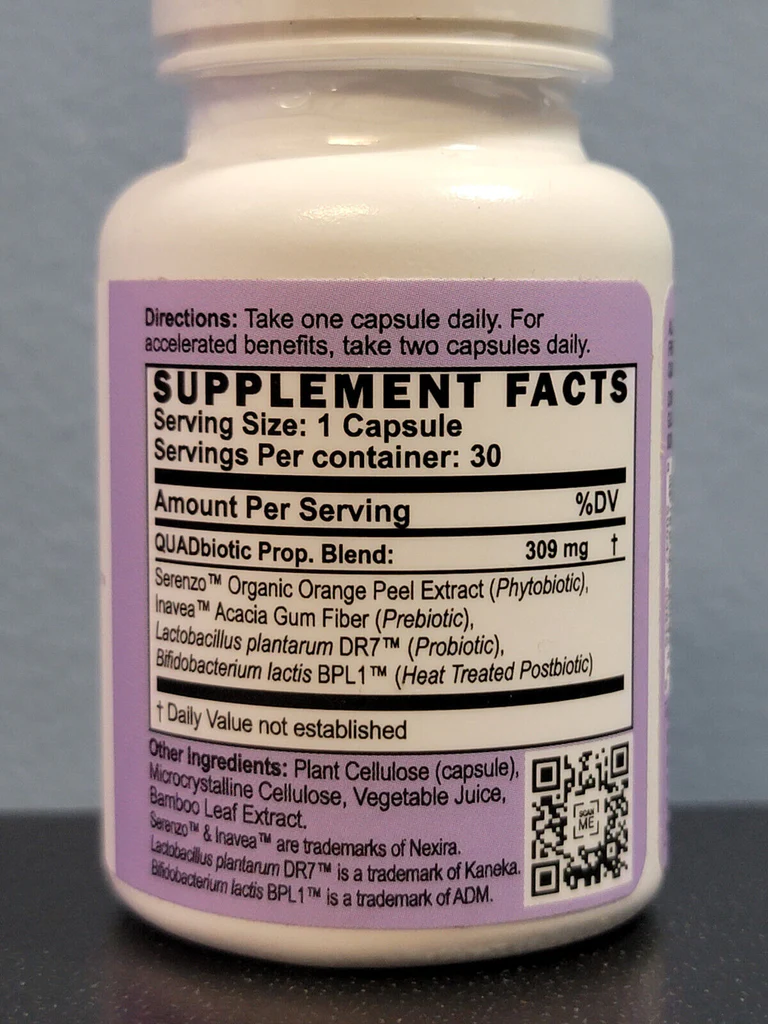 Directions: Take one capsule daily. For
accelerated benefits, take two capsules daily.
SUPPLEMENT FACTS
Serving Size: 1 Capsule
Servings Per container: 30
Amount Per Serving %DV
QUADbiotic Prop. Blend: 309 mg †
Serenzo™ Organic Orange Peel Extract (Phytobiotic),
Inavea™ Acacia Gum Fiber (Prebiotic),
Lactobacillus plantarum DR7™ (Probiotic),
Bifidobacterium lactis BPL1™ (Heat Treated Postbiotic)
† Daily Value not established
Other Ingredients: Plant Cellulose (capsule),
Microcrystalline Cellulose, Vegetable Juice,
Bamboo Leaf Extract.
Serenzo™ & Inavea™ are trademarks of Nexira.
Lactobacillus plantarum DR7™ is a trademark of Kaneka.
Bifidobacterium lactis BPL1™ is a trademark of ADM.
SCAN
ME